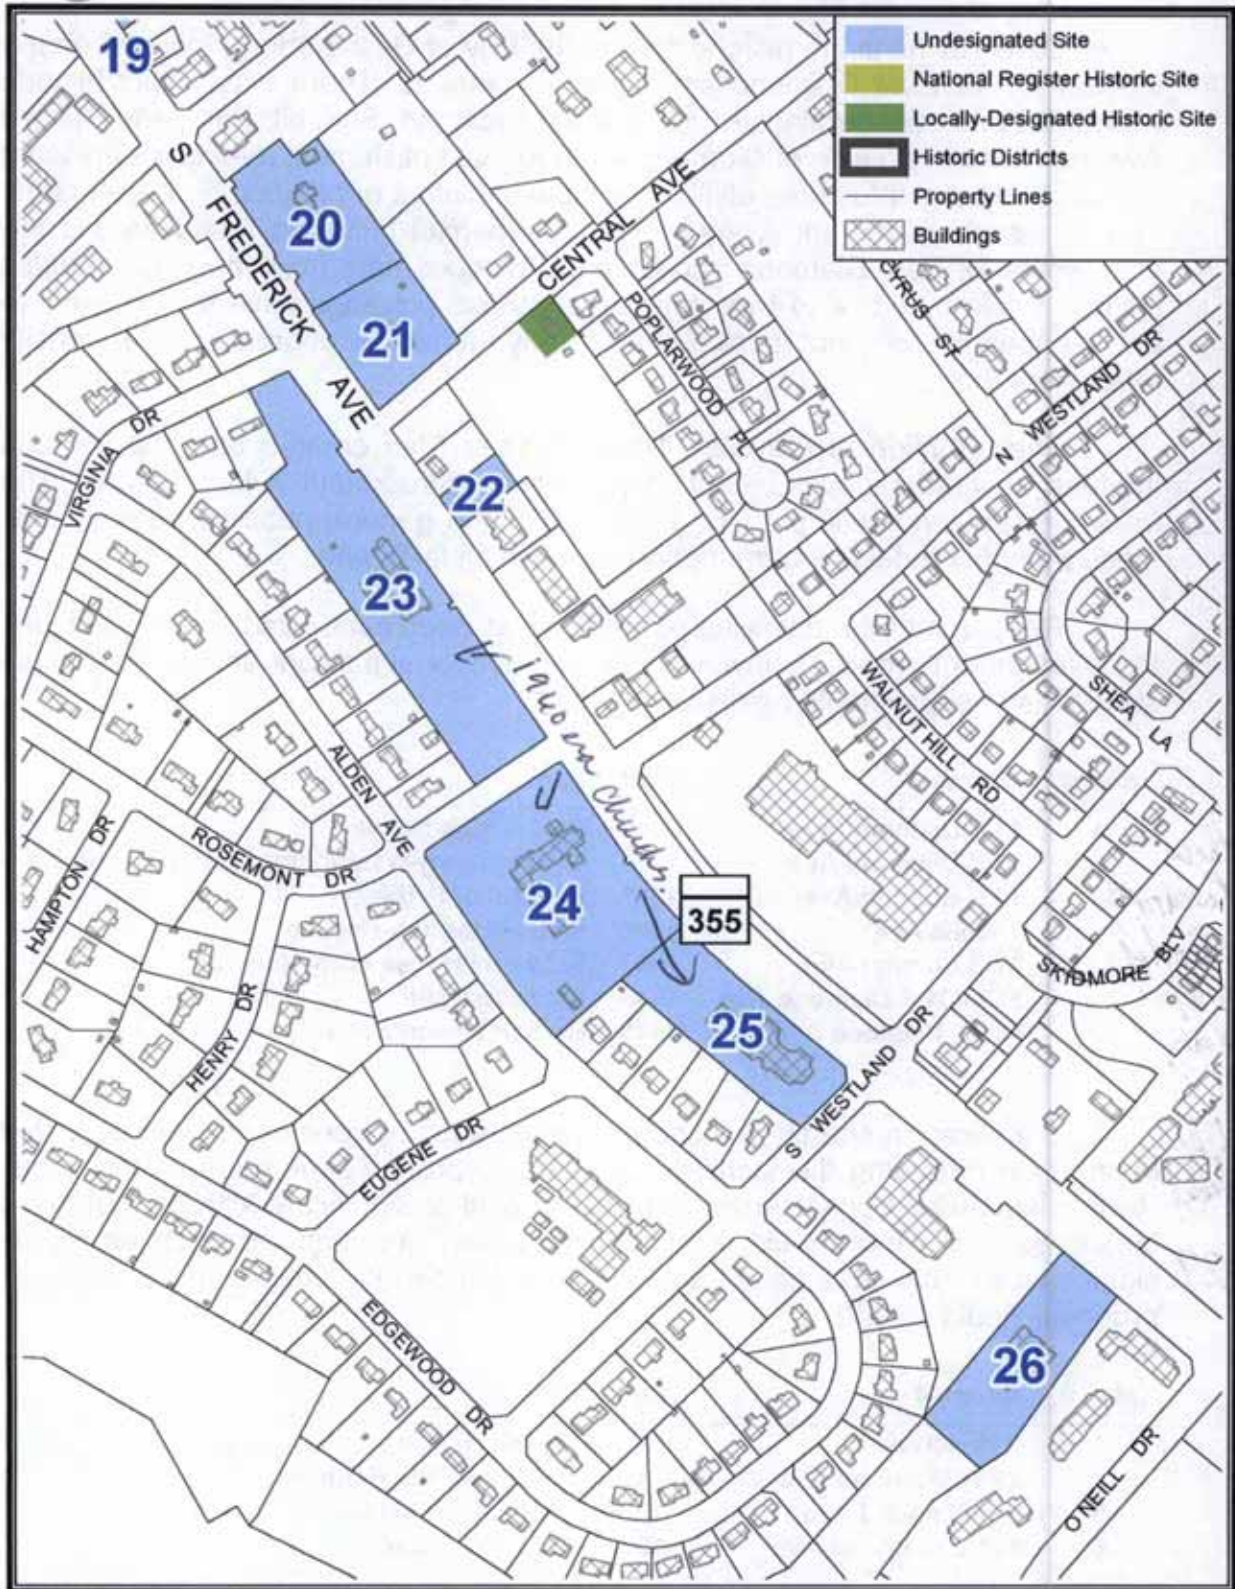 19
Undesignated Site
National Register Historic Site
Locally-Designated Historic Site
Historic Districts
Property Lines
Buildings
S FREDERICK AVE
20
21
CENTRAL AVE
POPLARWOOD PL
CYRUS ST
N WESTLAND DR
VIRGINIA DR
22
23
1960 era churches.
WALNUT HILL RD
SHEA LA
ALDEN AVE
ROSEMONT DR
HAMPTON DR
HENRY DR
24
355
SKIDMORE BLV
25
S WESTLAND DR
EUGENE DR
EDGEWOOD DR
26
O'NEILL DR